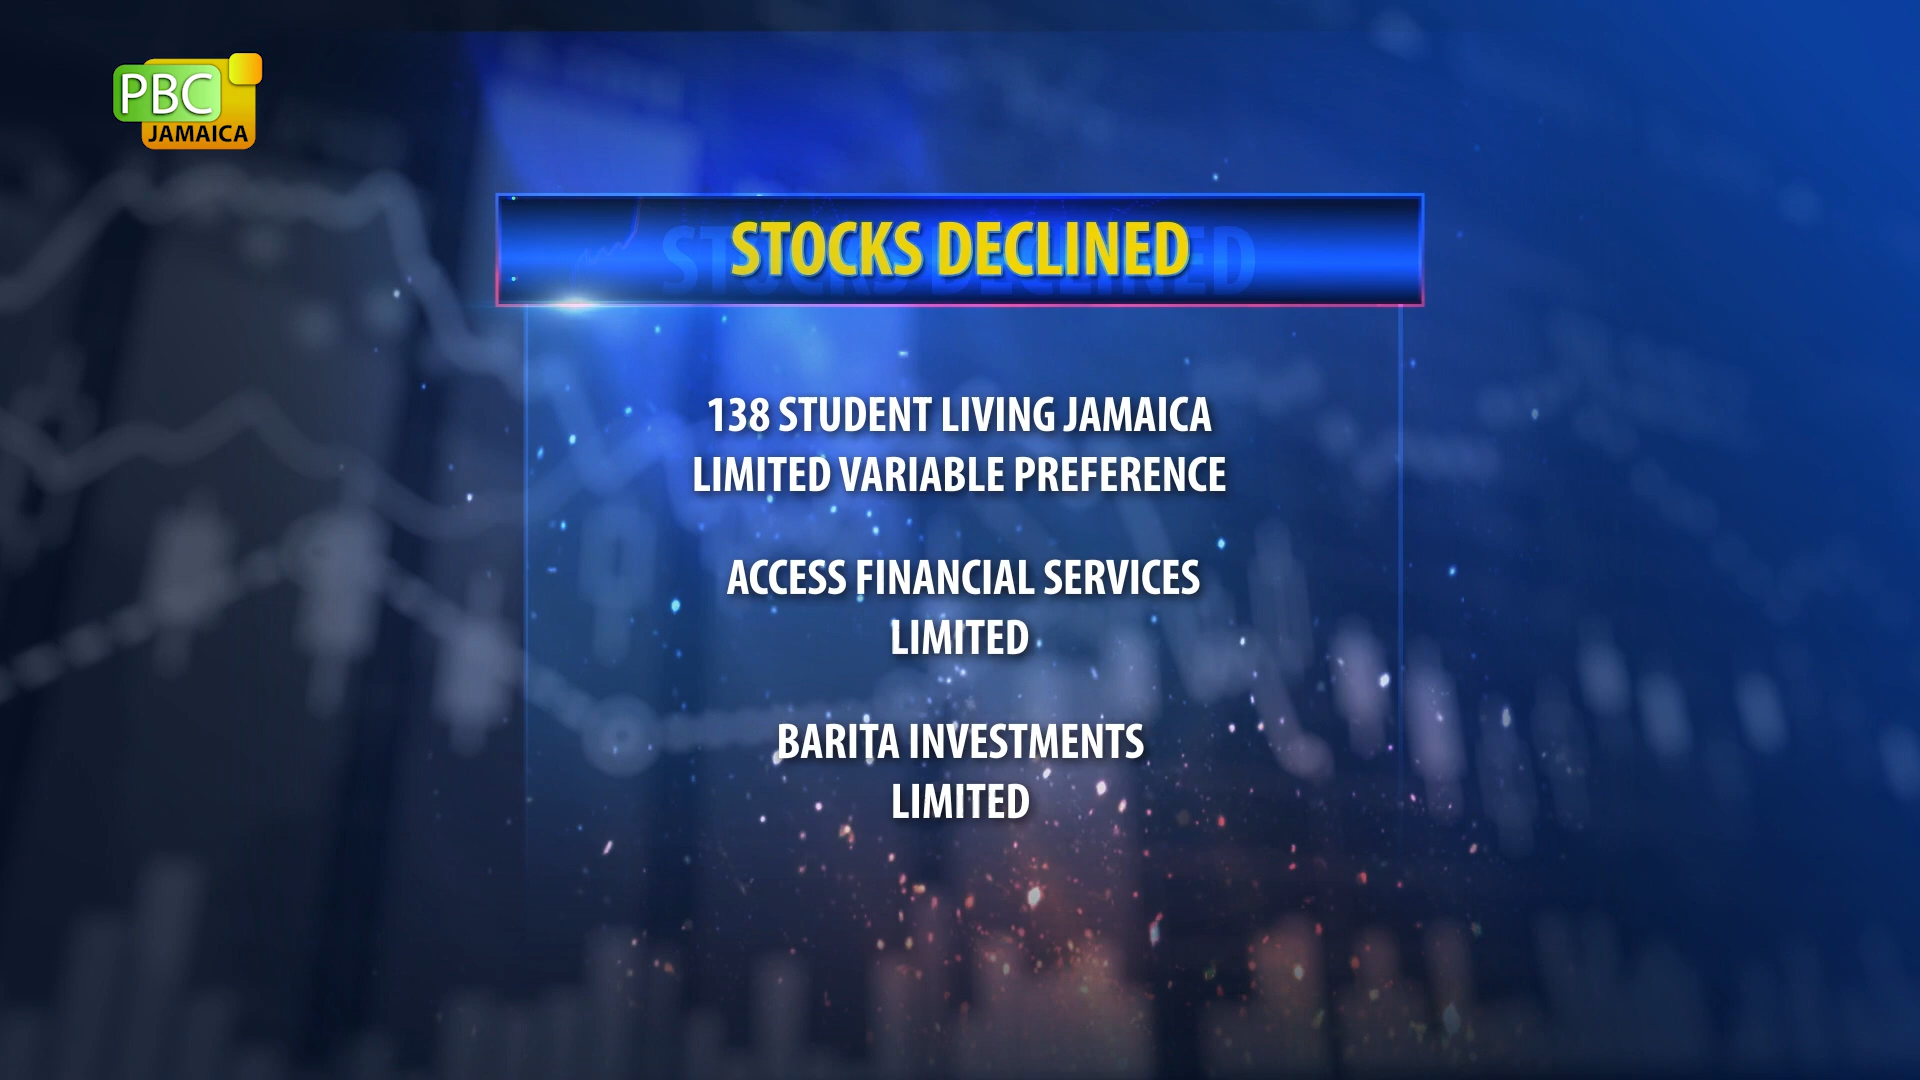 PBC
JAMAICA
STOCKS DECLINED
138 STUDENT LIVING JAMAICA
LIMITED VARIABLE PREFERENCE
ACCESS FINANCIAL SERVICES
LIMITED
BARITA INVESTMENTS
LIMITED